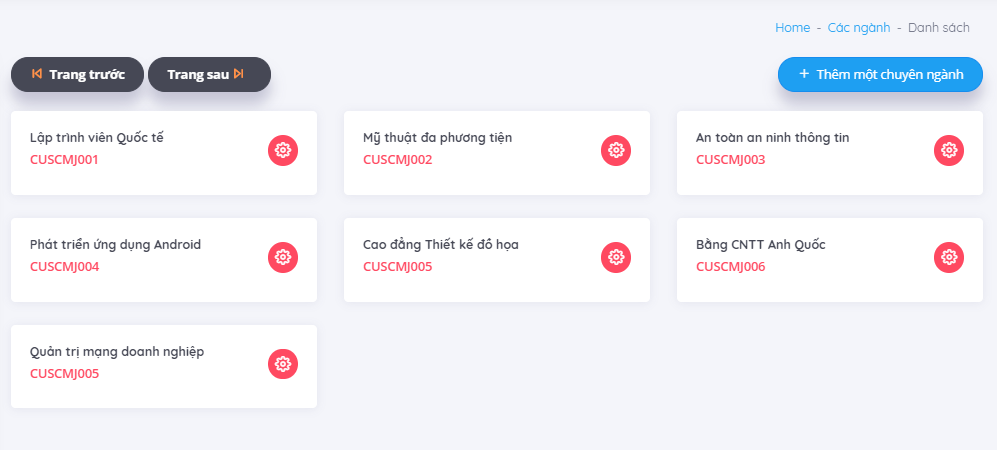 Home - Các ngành - Danh sách
Trang trước Trang sau + Thêm một chuyên ngành
Lập trình viên Quốc tế
CUSCMJ001
Mỹ thuật đa phương tiện
CUSCMJ002
An toàn an ninh thông tin
CUSCMJ003
Phát triển ứng dụng Android
CUSCMJ004
Cao đẳng Thiết kế đồ họa
CUSCMJ005
Bằng CNTT Anh Quốc
CUSCMJ006
Quản trị mạng doanh nghiệp
CUSCMJ005